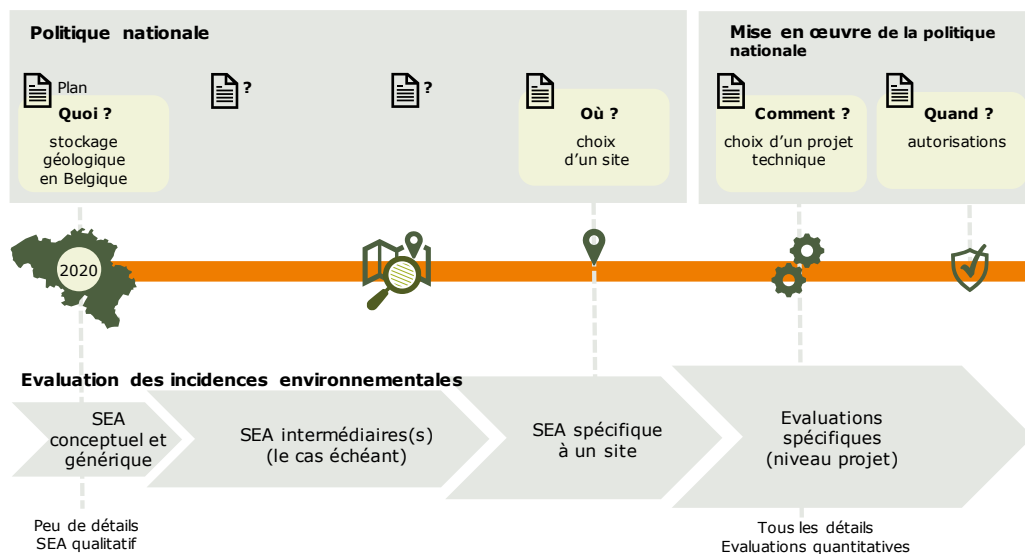 Politique nationale
Plan
Quoi ?
stockage
géologique
en Belgique
?
?
Où ?
choix
d'un site
Mise en œuvre de la politique
nationale
Comment ?
choix d'un projet
technique
Quand ?
autorisations
2020
Evaluation des incidences environnementales
SEA
conceptuel et
générique
SEA intermédiaires(s)
(le cas échéant)
SEA spécifique
à un site
Evaluations
spécifiques
(niveau projet)
Peu de détails
SEA qualitatif
Tous les détails
Evaluations quantitatives